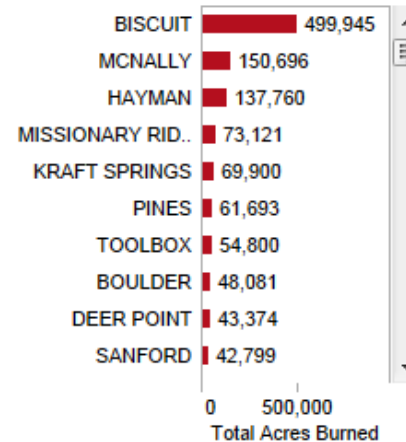 BISCUIT 499,945
MCNALLY 150,696
HAYMAN 137,760
MISSIONARY RID.. 73,121
KRAFT SPRINGS 69,900
PINES 61,693
TOOLBOX 54,800
BOULDER 48,081
DEER POINT 43,374
SANFORD 42,799
0 500,000
Total Acres Burned